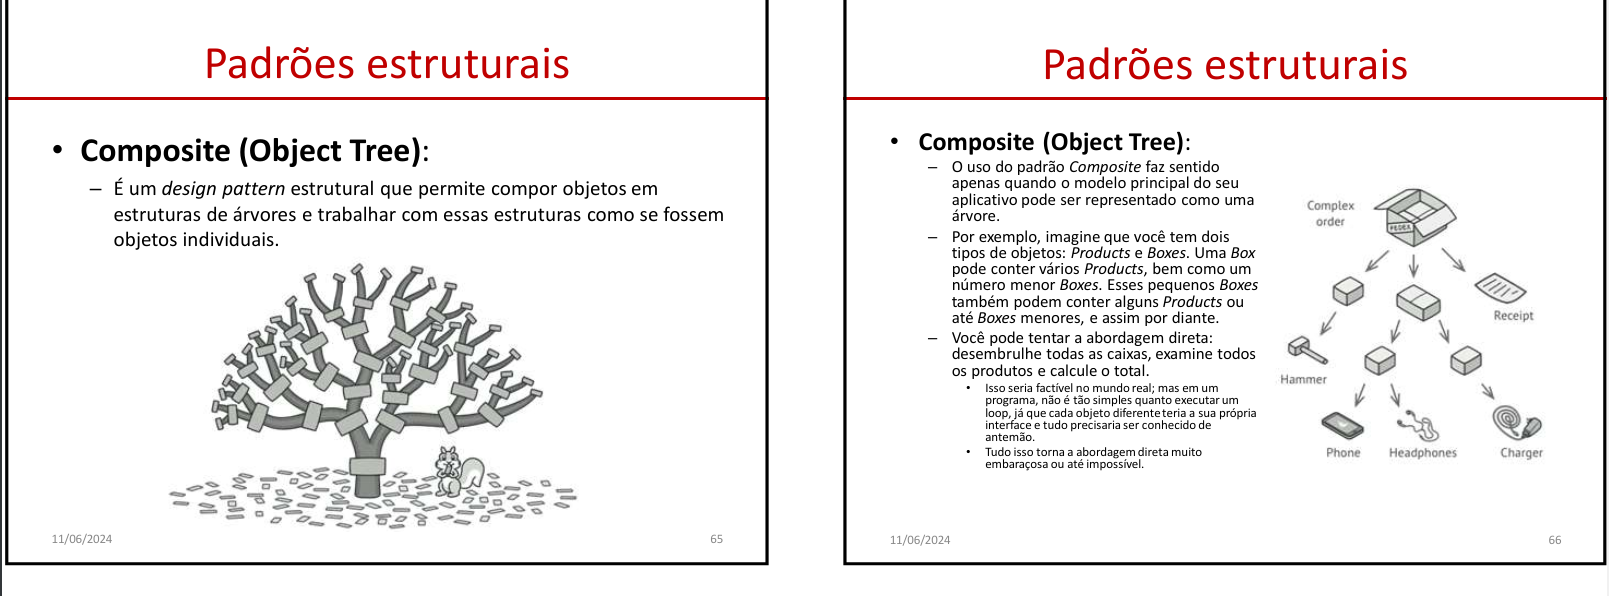 Padrões estruturais
• Composite (Object Tree):
– É um design pattern estrutural que permite compor objetos em
estruturas de árvores e trabalhar com essas estruturas como se fossem
objetos individuais.
11/06/2024
65
Padrões estruturais
• Composite (Object Tree):
– O uso do padrão Composite faz sentido
apenas quando o modelo principal do seu
aplicativo pode ser representado como uma
árvore.
– Por exemplo, imagine que você tem dois
tipos de objetos: Products e Boxes. Uma Box
pode conter vários Products, bem como um
número menor Boxes. Esses pequenos Boxes
também podem conter alguns Products ou
até Boxes menores, e assim por diante.
– Você pode tentar a abordagem direta:
desembrulhe todas as caixas, examine todos
os produtos e calcule o total.
• Isso seria factível no mundo real; mas em um
programa, não é tão simples quanto executar um
loop, já que cada objeto diferente teria a sua própria
interface e tudo precisaria ser conhecido de
antemão.
• Tudo isso torna a abordagem direta muito
embaraçosa ou até impossível.
Complex
order
FEDEX
Receipt
Hammer
Phone
Headphones
Charger
11/06/2024
66